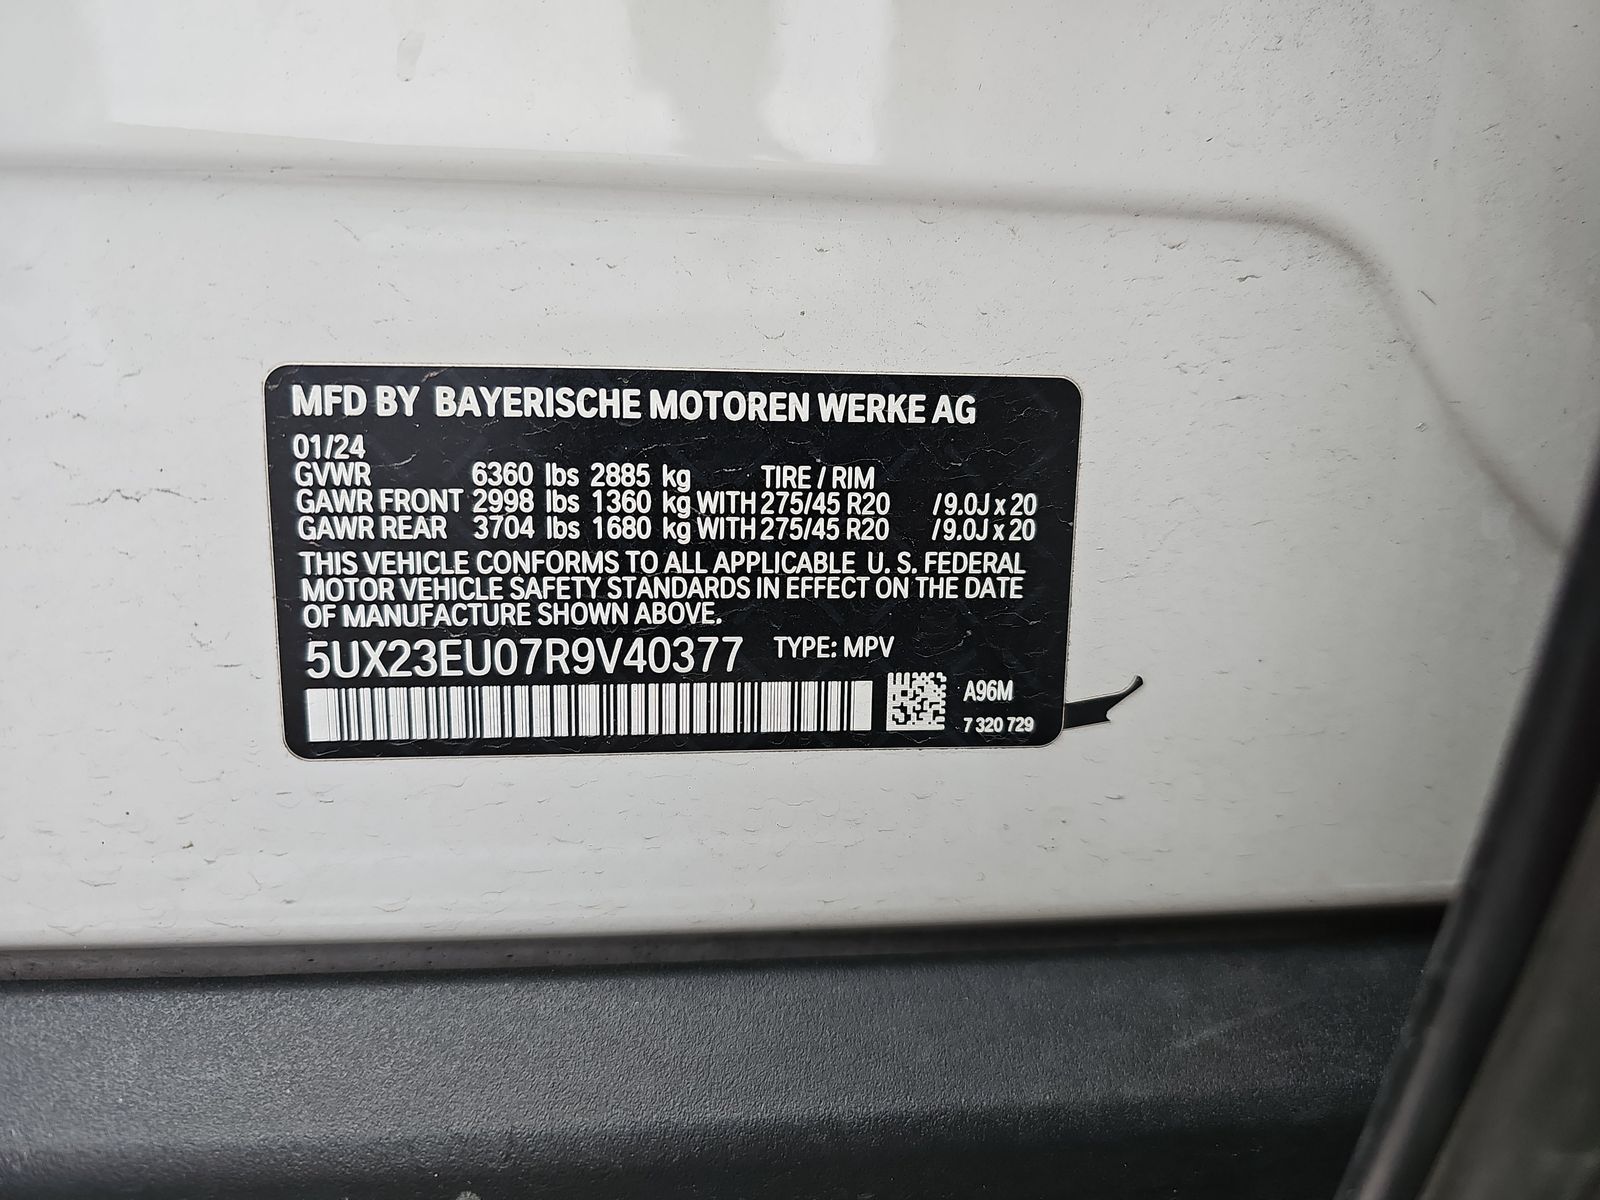 MFD BY BAYERISCHE MOTOREN WERKE AG
01/24
GVWR 6360 lbs 2885 kg TIRE / RIM
GAWR FRONT 2998 lbs 1360 kg WITH 275/45 R20 /9.0J x 20
GAWR REAR 3704 lbs 1680 kg WITH 275/45 R20 /9.0J x 20
THIS VEHICLE CONFORMS TO ALL APPLICABLE U. S. FEDERAL
MOTOR VEHICLE SAFETY STANDARDS IN EFFECT ON THE DATE
OF MANUFACTURE SHOWN ABOVE.
5UX23EU07R9V40377 TYPE: MPV
A96M
7 320 729